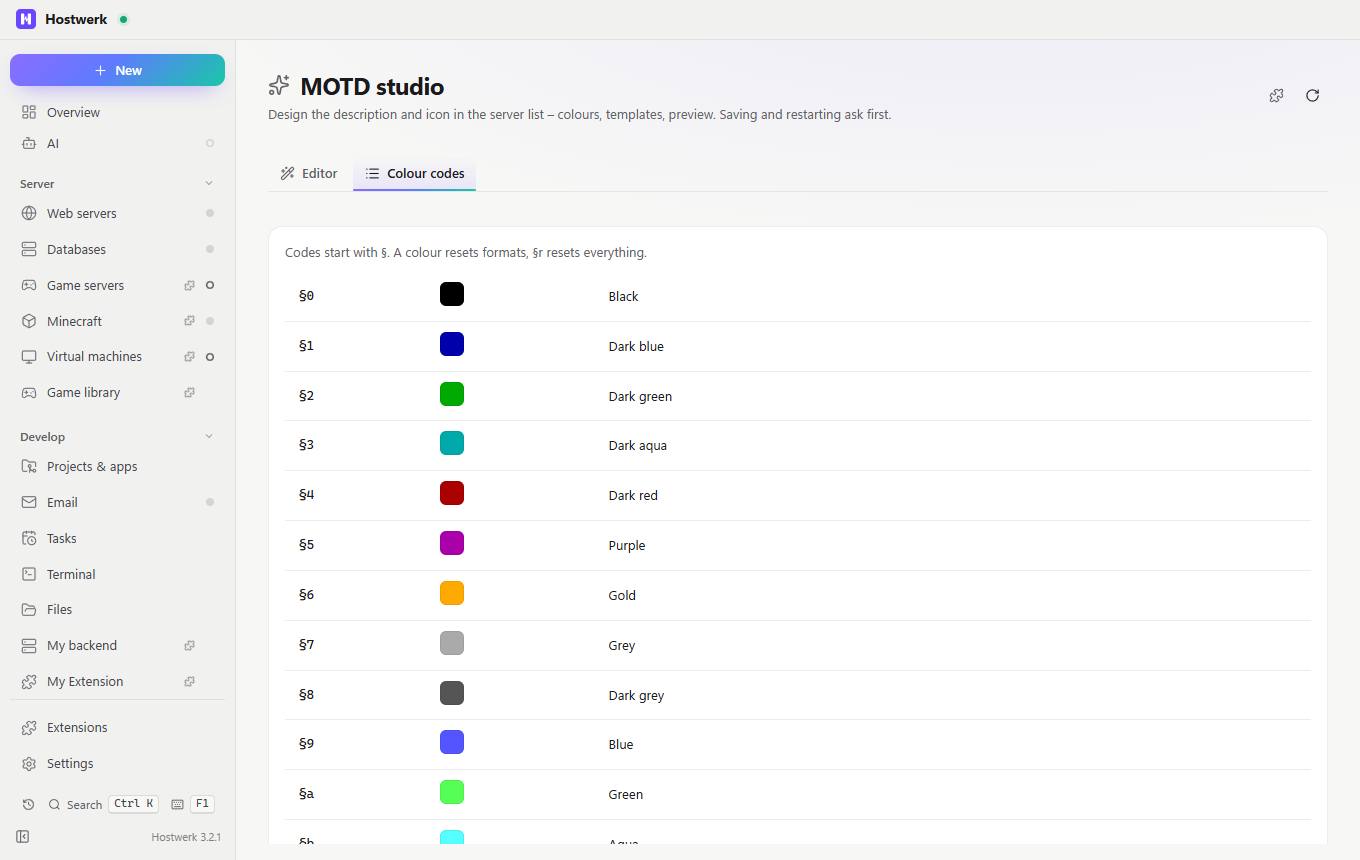 Hostwerk
New
Overview
AI
Server
Web servers
Databases
Game servers
Minecraft
Virtual machines
Game library
Develop
Projects & apps
Email
Tasks
Terminal
Files
My backend
My Extension
Extensions
Settings
Search Ctrl K F1
Hostwerk 3.2.1
MOTD studio
Design the description and icon in the server list – colours, templates, preview. Saving and restarting ask first.
Editor Colour codes
Codes start with §. A colour resets formats, §r resets everything.
§0 Black
§1 Dark blue
§2 Dark green
§3 Dark aqua
§4 Dark red
§5 Purple
§6 Gold
§7 Grey
§8 Dark grey
§9 Blue
§a Green
§b Aqua